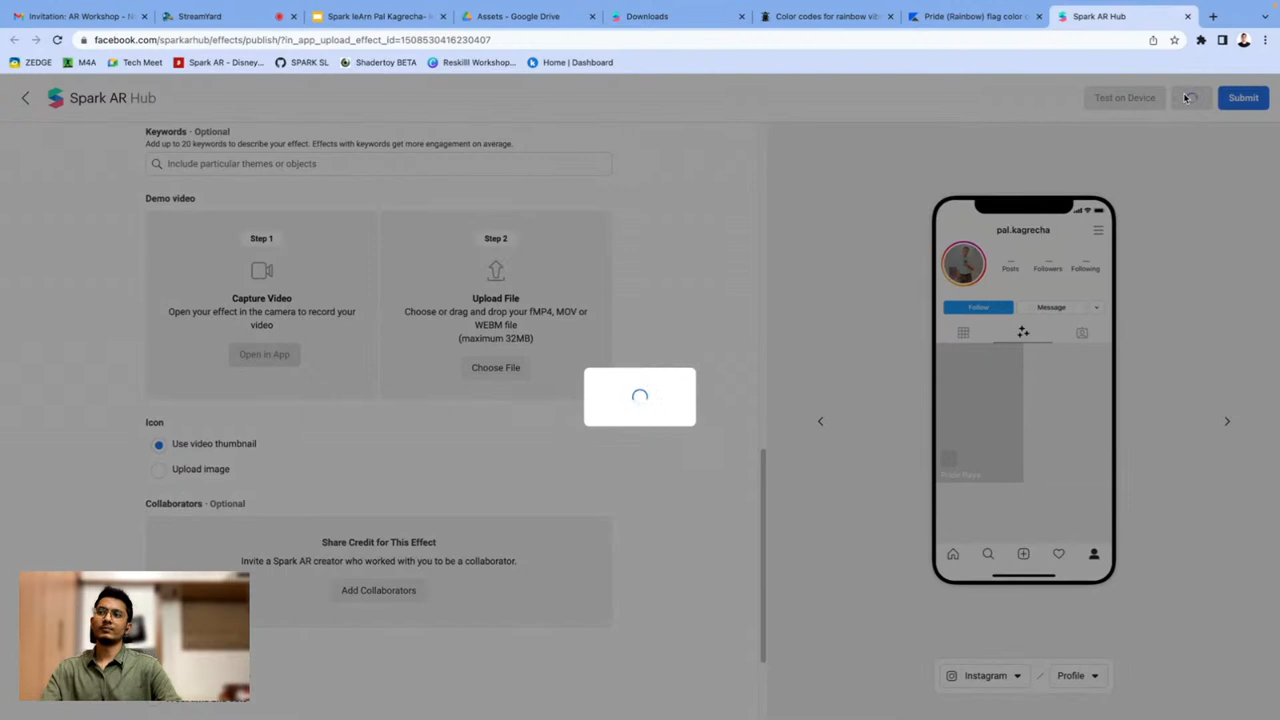 Invitation: AR Workshop - N
StreamYard
Spark leArn Pal Kagrecha-
Assets - Google Drive
Downloads
Color codes for rainbow vib
Pride (Rainbow) flag color c
Spark AR Hub
facebook.com/sparkarhub/effects/publish/?in_app_upload_effect_id=1508530416230407
ZEDGE
M4A
Tech Meet
Spark AR - Disney...
SPARK SL
Shadertoy BETA
Reskilll Workshop...
Home | Dashboard
Spark AR Hub
Test on Device
Submit
Keywords · Optional
Add up to 20 keywords to describe your effect. Effects with keywords get more engagement on average.
Include particular themes or objects
Demo video
Step 1
Capture Video
Open your effect in the camera to record your
video
Open in App
Step 2
Upload File
Choose or drag and drop your fMP4, MOV or
WEBM file
(maximum 32MB)
Choose File
Icon
Use video thumbnail
Upload image
Collaborators · Optional
Share Credit for This Effect
Invite a Spark AR creator who worked with you to be a collaborator.
Add Collaborators
pal.kagrecha
Posts
Followers
Following
Follow
Message
Instagram
/
Profile